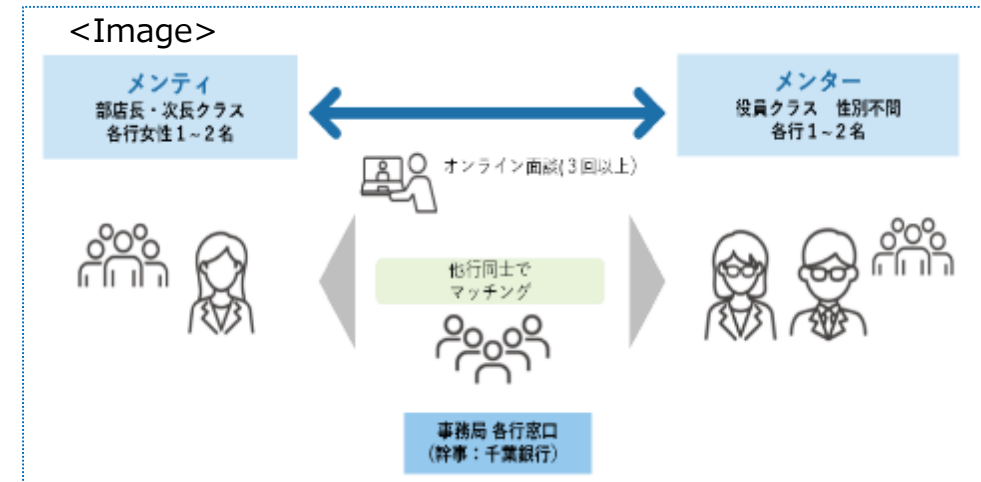 <Image>
メンティ
部店長・次長クラス
各行女性1~2名
メンター
役員クラス 性別不問
各行1~2名
オンライン面談(3回以上)
他行同士で
マッチング
事務局 各行窓口
(幹事:千葉銀行)